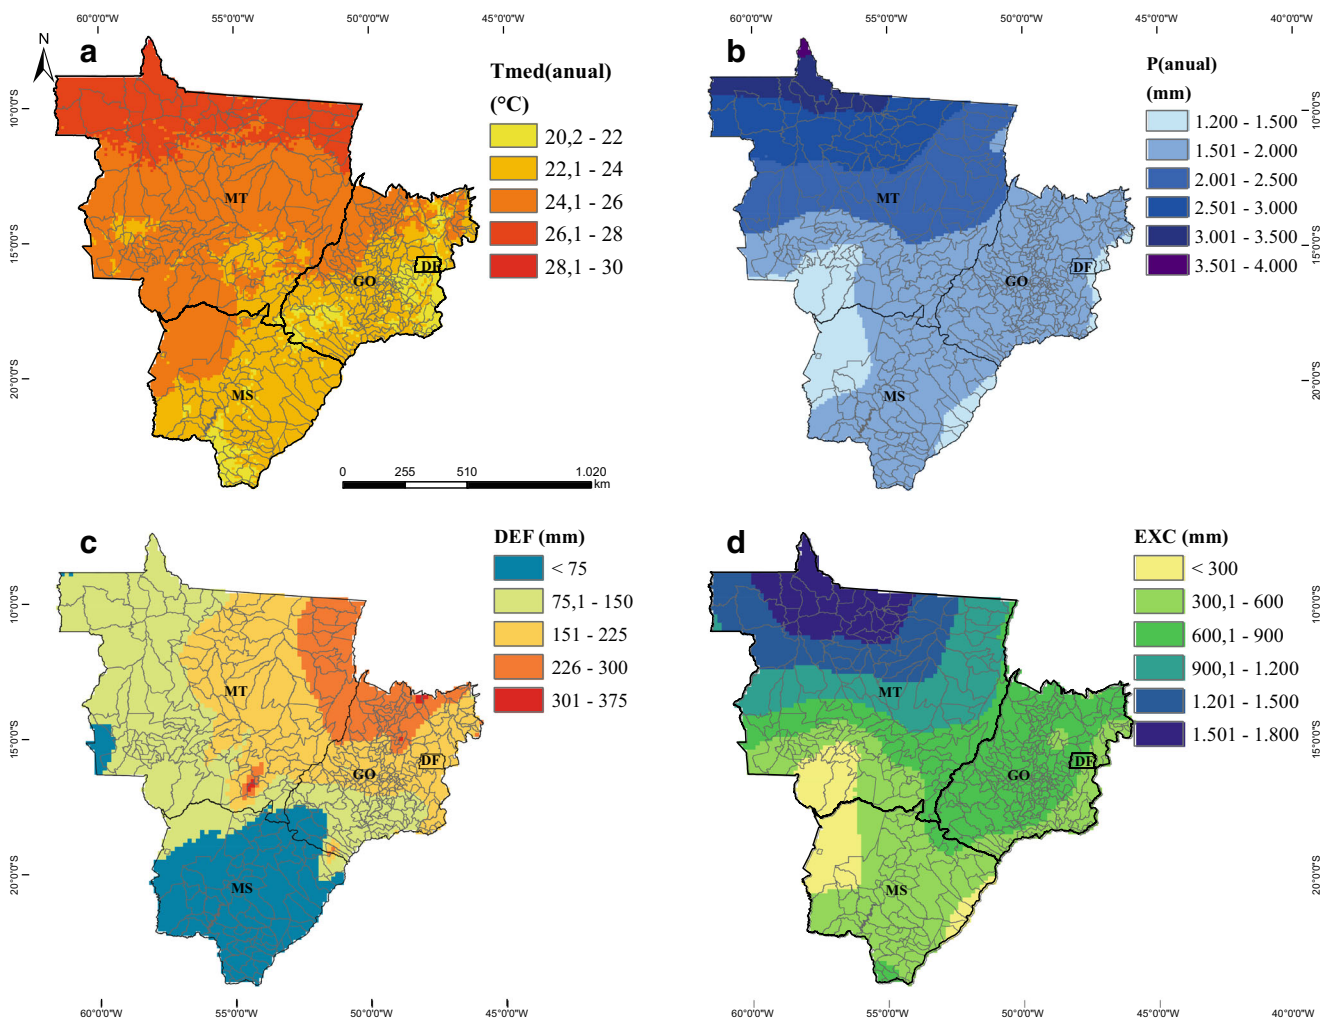 60°0'0"W 55°0'0"W 50°0'0"W 45°0'0"W
60°0'0"W 55°0'0"W 50°0'0"W 45°0'0"W 40°0'0"W
N
a
Tmed(anual)
(°C)
20,2 - 22
22,1 - 24
24,1 - 26
26,1 - 28
28,1 - 30
10°0'0"S
15°0'0"S
20°0'0"S
MT
GO
DF
MS
0 255 510 1.020
km
b
P(anual)
(mm)
1.200 - 1.500
1.501 - 2.000
2.001 - 2.500
2.501 - 3.000
3.001 - 3.500
3.501 - 4.000
10°0'0"S
15°0'0"S
20°0'0"S
MT
GO
DF
MS
c
DEF (mm)
< 75
75,1 - 150
151 - 225
226 - 300
301 - 375
10°0'0"S
15°0'0"S
20°0'0"S
MT
GO
DF
MS
d
EXC (mm)
< 300
300,1 - 600
600,1 - 900
900,1 - 1.200
1.201 - 1.500
1.501 - 1.800
10°0'0"S
15°0'0"S
20°0'0"S
MT
GO
DF
MS
60°0'0"W 55°0'0"W 50°0'0"W 45°0'0"W
60°0'0"W 55°0'0"W 50°0'0"W 45°0'0"W 40°0'0"W